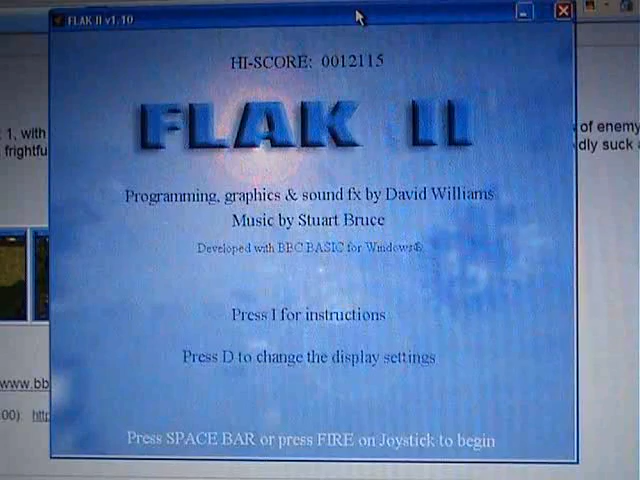 FLAK II v1.10
HI-SCORE: 0012115
FLAK II
1, with
of enemy
frightfu
dly suck
Programming, graphics & sound fx by David Williams
Music by Stuart Bruce
Developed with BBC BASIC for Windows®
Press I for instructions
Press D to change the display settings
www.bb
00): http
Press SPACE BAR or press FIRE on Joystick to begin